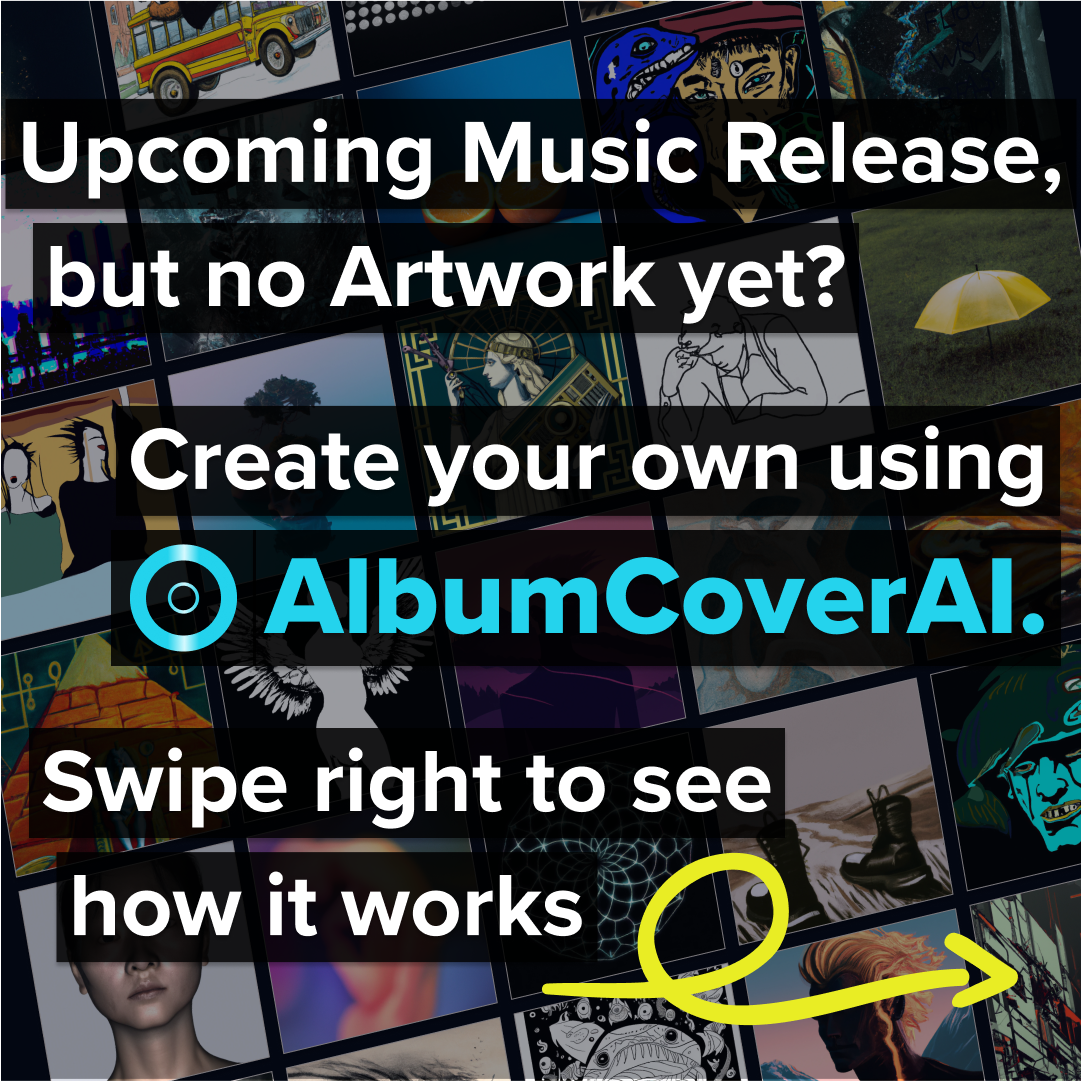 Upcoming Music Release,
but no Artwork yet?
Create your own using
AlbumCoverAI.
Swipe right to see
how it works